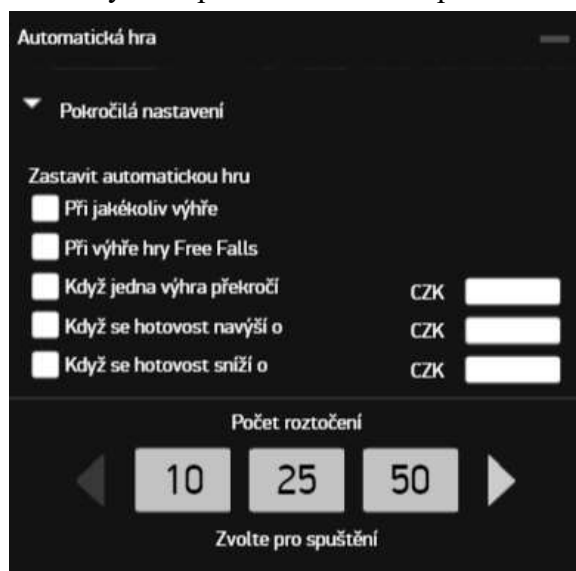 Automatická hra
Pokročilá nastavení
Zastavit automatickou hru
Při jakékoliv výhře
Při výhře hry Free Falls
Když jedna výhra překročí CZK
Když se hotovost navýší o CZK
Když se hotovost sníží o CZK
Počet roztočení
10 25 50
Zvolte pro spuštění